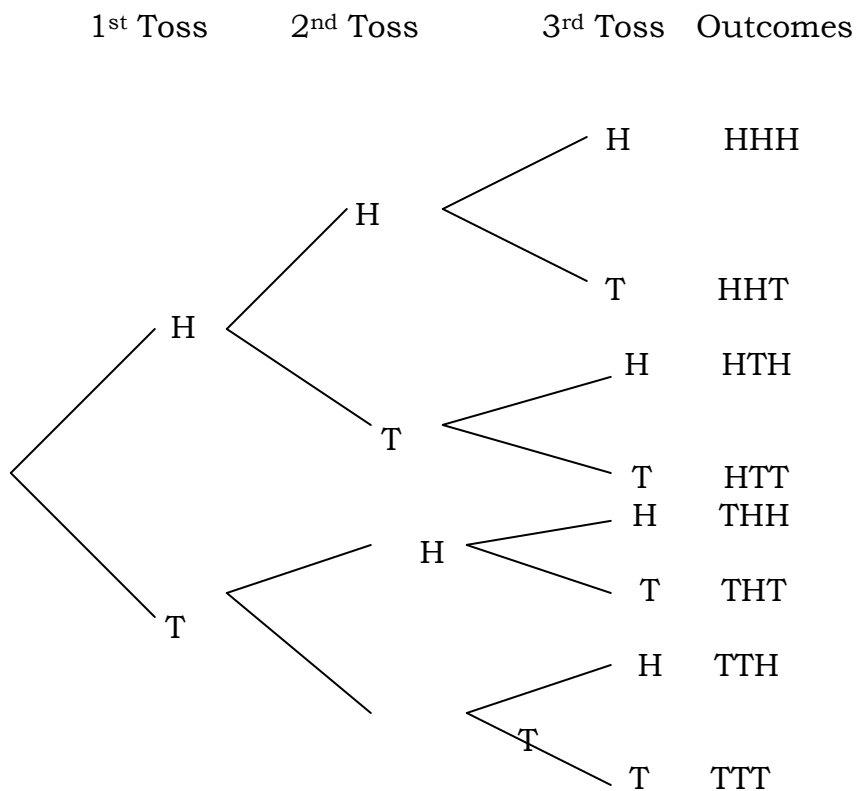 1st Toss 2nd Toss 3rd Toss Outcomes
H HHH
H
T HHT
H
H HTH
T
T HTT
H THH
H
T THT
T
H TTH
T
T TTT